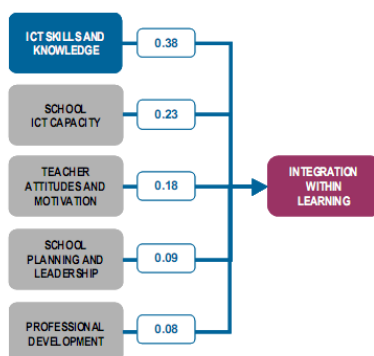 ICT SKILLS AND
KNOWLEDGE
0.38
SCHOOL
ICT CAPACITY
0.23
TEACHER
ATTITUDES AND
MOTIVATION
0.18
INTEGRATION
WITHIN
LEARNING
SCHOOL
PLANNING AND
LEADERSHIP
0.09
PROFESSIONAL
DEVELOPMENT
0.08